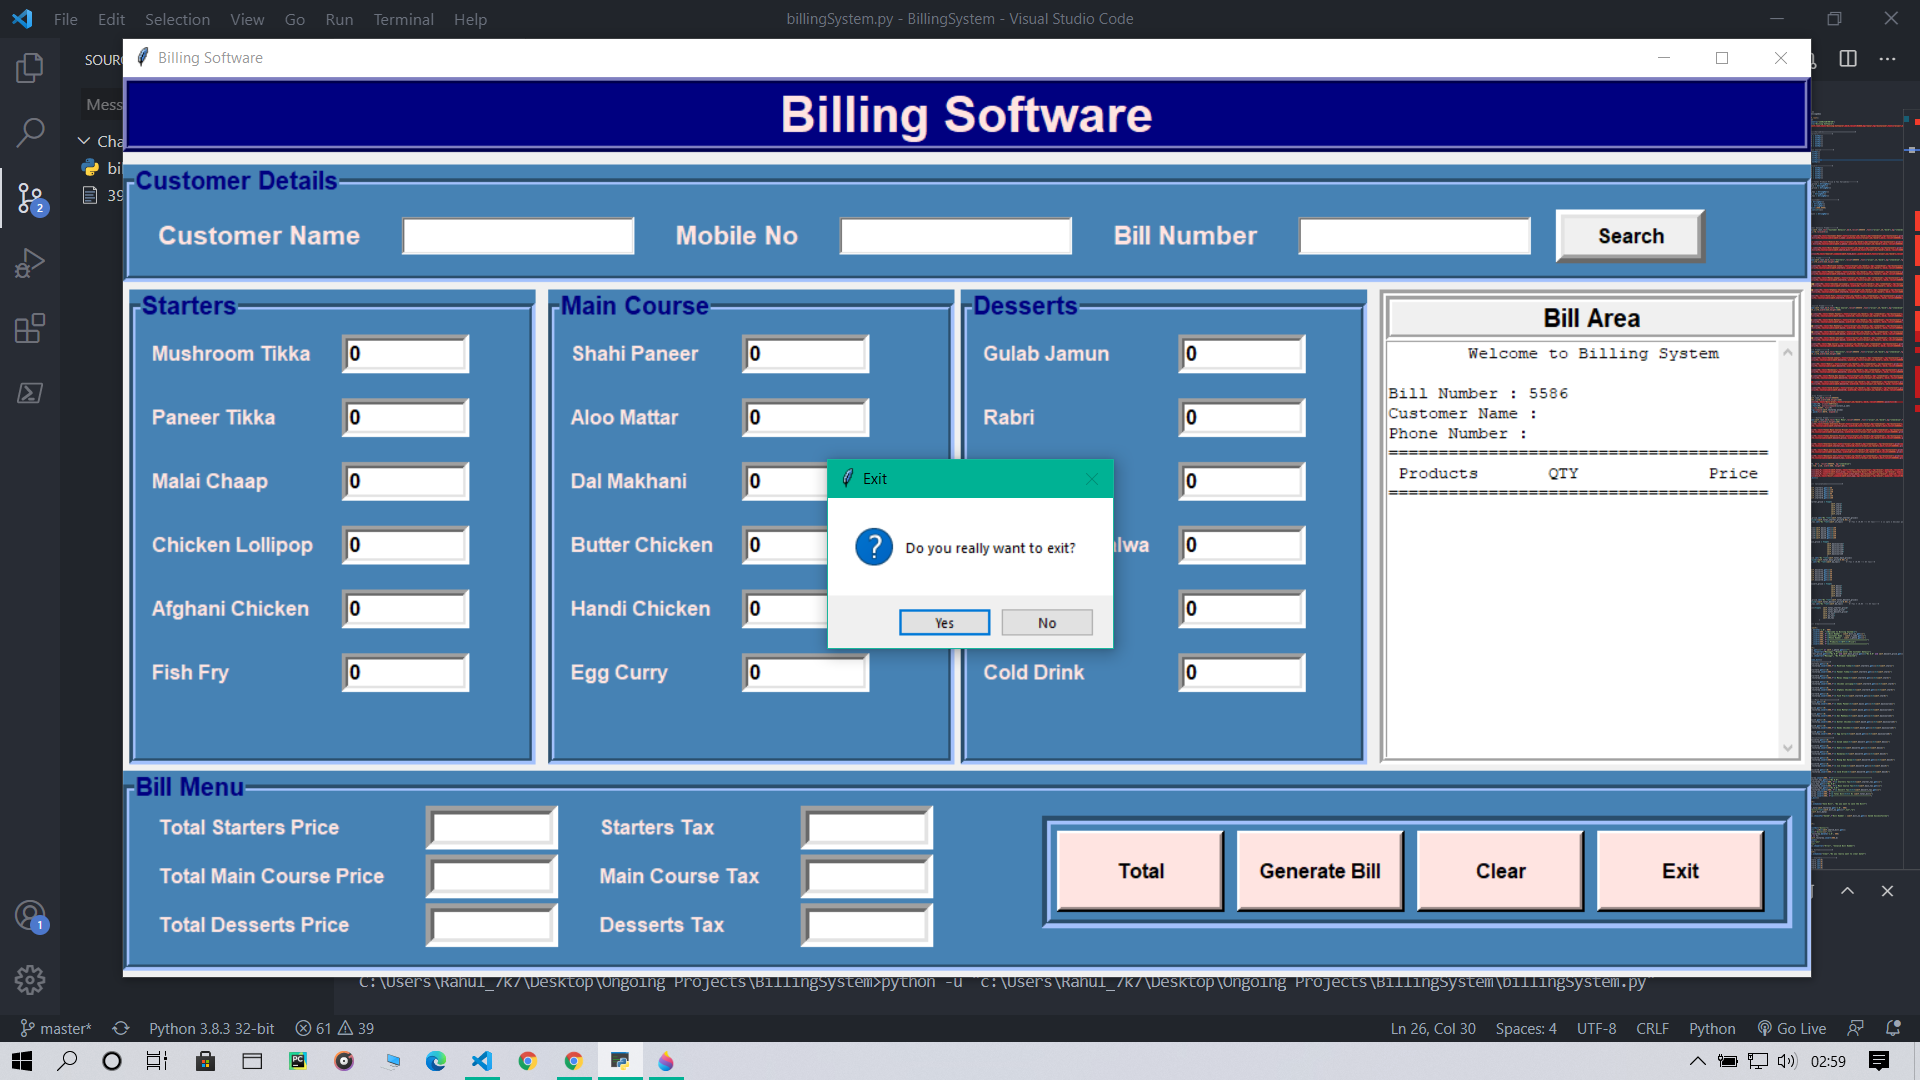 File Edit Selection View Go Run Terminal Help
billingSystem.py - BillingSystem - Visual Studio Code
Billing Software
Billing Software
Customer Details
Customer Name
Mobile No
Bill Number
Search
Starters
Mushroom Tikka 0
Paneer Tikka 0
Malai Chaap 0
Chicken Lollipop 0
Afghani Chicken 0
Fish Fry 0
Main Course
Shahi Paneer 0
Aloo Mattar 0
Dal Makhani 0
Butter Chicken 0
Handi Chicken 0
Egg Curry 0
Desserts
Gulab Jamun 0
Rabri 0
0
lwa 0
0
Cold Drink 0
Exit
Do you really want to exit?
Yes No
Bill Area
Welcome to Billing System
Bill Number : 5586
Customer Name :
Phone Number :
======================================
Products QTY Price
======================================
Bill Menu
Total Starters Price
Starters Tax
Total Main Course Price
Main Course Tax
Total Desserts Price
Desserts Tax
Total
Generate Bill
Clear
Exit
SOUR
Mess
Cha
bi
39
2
1
C:\Users\Rahul_7k7\Desktop\Ongoing Projects\BillingSystem>python -u "c:\Users\Rahul_7k7\Desktop\Ongoing Projects\BillingSystem\billingSystem.py"
master* Python 3.8.3 32-bit 61 39
Ln 26, Col 30 Spaces: 4 UTF-8 CRLF Python Go Live
PC
02:59